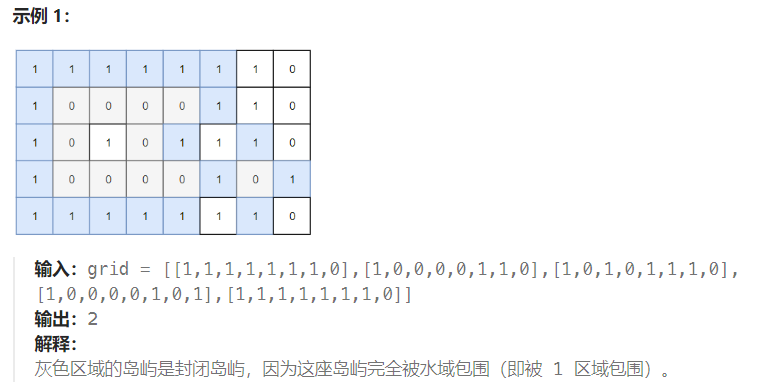 示例 1：
1 1 1 1 1 1 1 0
1 0 0 0 0 1 1 0
1 0 1 0 1 1 1 0
1 0 0 0 0 1 0 1
1 1 1 1 1 1 1 0
输入：grid = [[1,1,1,1,1,1,1,0],[1,0,0,0,0,1,1,0],[1,0,1,0,1,1,1,0],
[1,0,0,0,0,1,0,1],[1,1,1,1,1,1,1,0]]
输出：2
解释：
灰色区域的岛屿是封闭岛屿，因为这座岛屿完全被水域包围（即被 1 区域包围）。